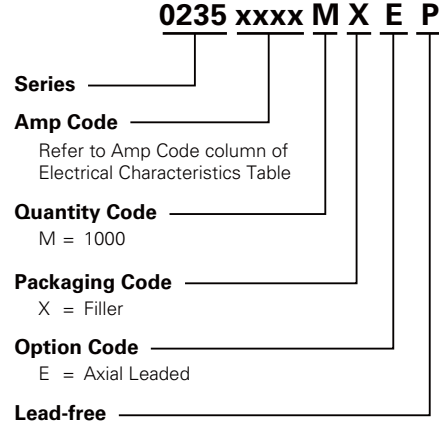 0235 xxxx M X E P
Series
Amp Code
Refer to Amp Code column of
Electrical Characteristics Table
Quantity Code
M = 1000
Packaging Code
X = Filler
Option Code
E = Axial Leaded
Lead-free